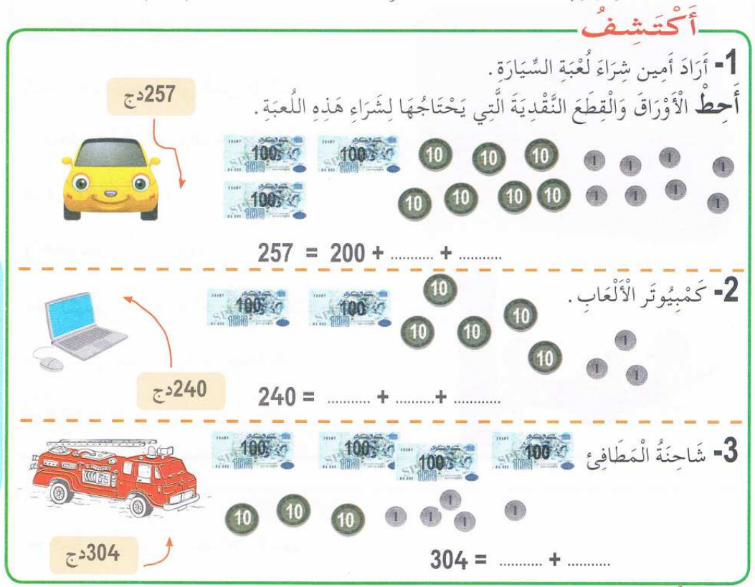 أَكْتَشِفُ
1- أَرَادَ أَمِين شِرَاءَ لُعْبَةِ السِّيَارَةِ.
257دج
أَحِطْ الْأَوْرَاقَ وَالْقِطَعَ النَّقْدِيَةَ الَّتِي يَحْتَاجُهَا لِشَرَاءِ هَذِهِ اللُّعبَةِ.
100 100 10 10 10 1 1 1 1
100 10 10 10 10 1 1 1 1
257 = 200 + .......... + ..........
2- كَمْبِيُوتَر الْأَلْعَابِ.
100 100 10 10 10 10 10 1 1 1
240دج
240 = .......... + .......... + ..........
3- شَاحِنَةُ الْمَطَافِئ
100 100 100 100
10 10 10 1 1 1 1 1
304دج
304 = .......... + ..........